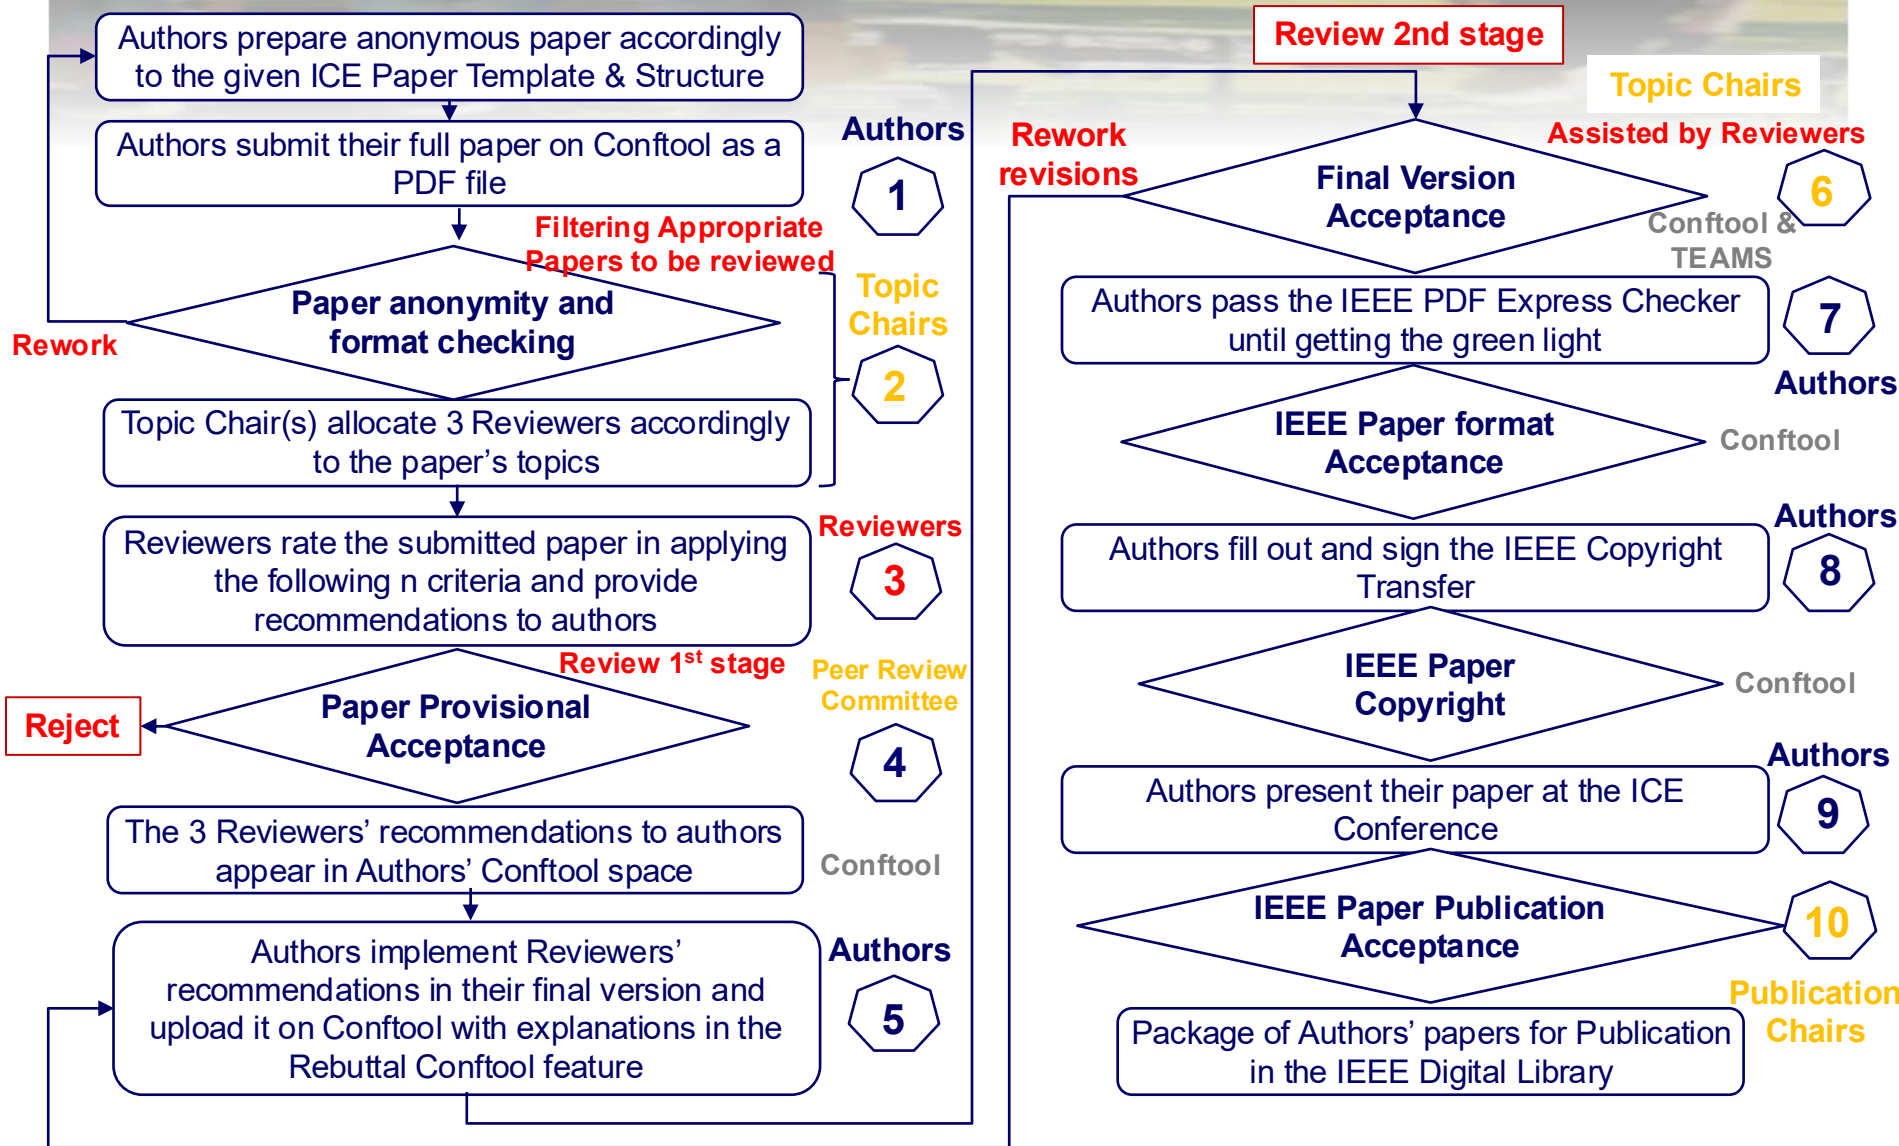 Authors prepare anonymous paper accordingly
to the given ICE Paper Template & Structure
Authors submit their full paper on Conftool as a
PDF file
Authors
1
Filtering Appropriate
Papers to be reviewed
Paper anonymity and
format checking
Rework
Topic
Chairs
2
Topic Chair(s) allocate 3 Reviewers accordingly
to the paper's topics
Reviewers rate the submitted paper in applying
the following n criteria and provide
recommendations to authors
Reviewers
3
Review 1st stage
Paper Provisional
Acceptance
Reject
Peer Review
Committee
4
The 3 Reviewers' recommendations to authors
appear in Authors' Conftool space
Conftool
Authors implement Reviewers'
recommendations in their final version and
upload it on Conftool with explanations in the
Rebuttal Conftool feature
Authors
5
Review 2nd stage
Topic Chairs
Assisted by Reviewers
6
Rework
revisions
Final Version
Acceptance
Conftool &
TEAMS
Authors pass the IEEE PDF Express Checker
until getting the green light
7
Authors
IEEE Paper format
Acceptance
Conftool
Authors fill out and sign the IEEE Copyright
Transfer
Authors
8
IEEE Paper
Copyright
Conftool
Authors present their paper at the ICE
Conference
Authors
9
IEEE Paper Publication
Acceptance
10
Publication
Chairs
Package of Authors' papers for Publication
in the IEEE Digital Library